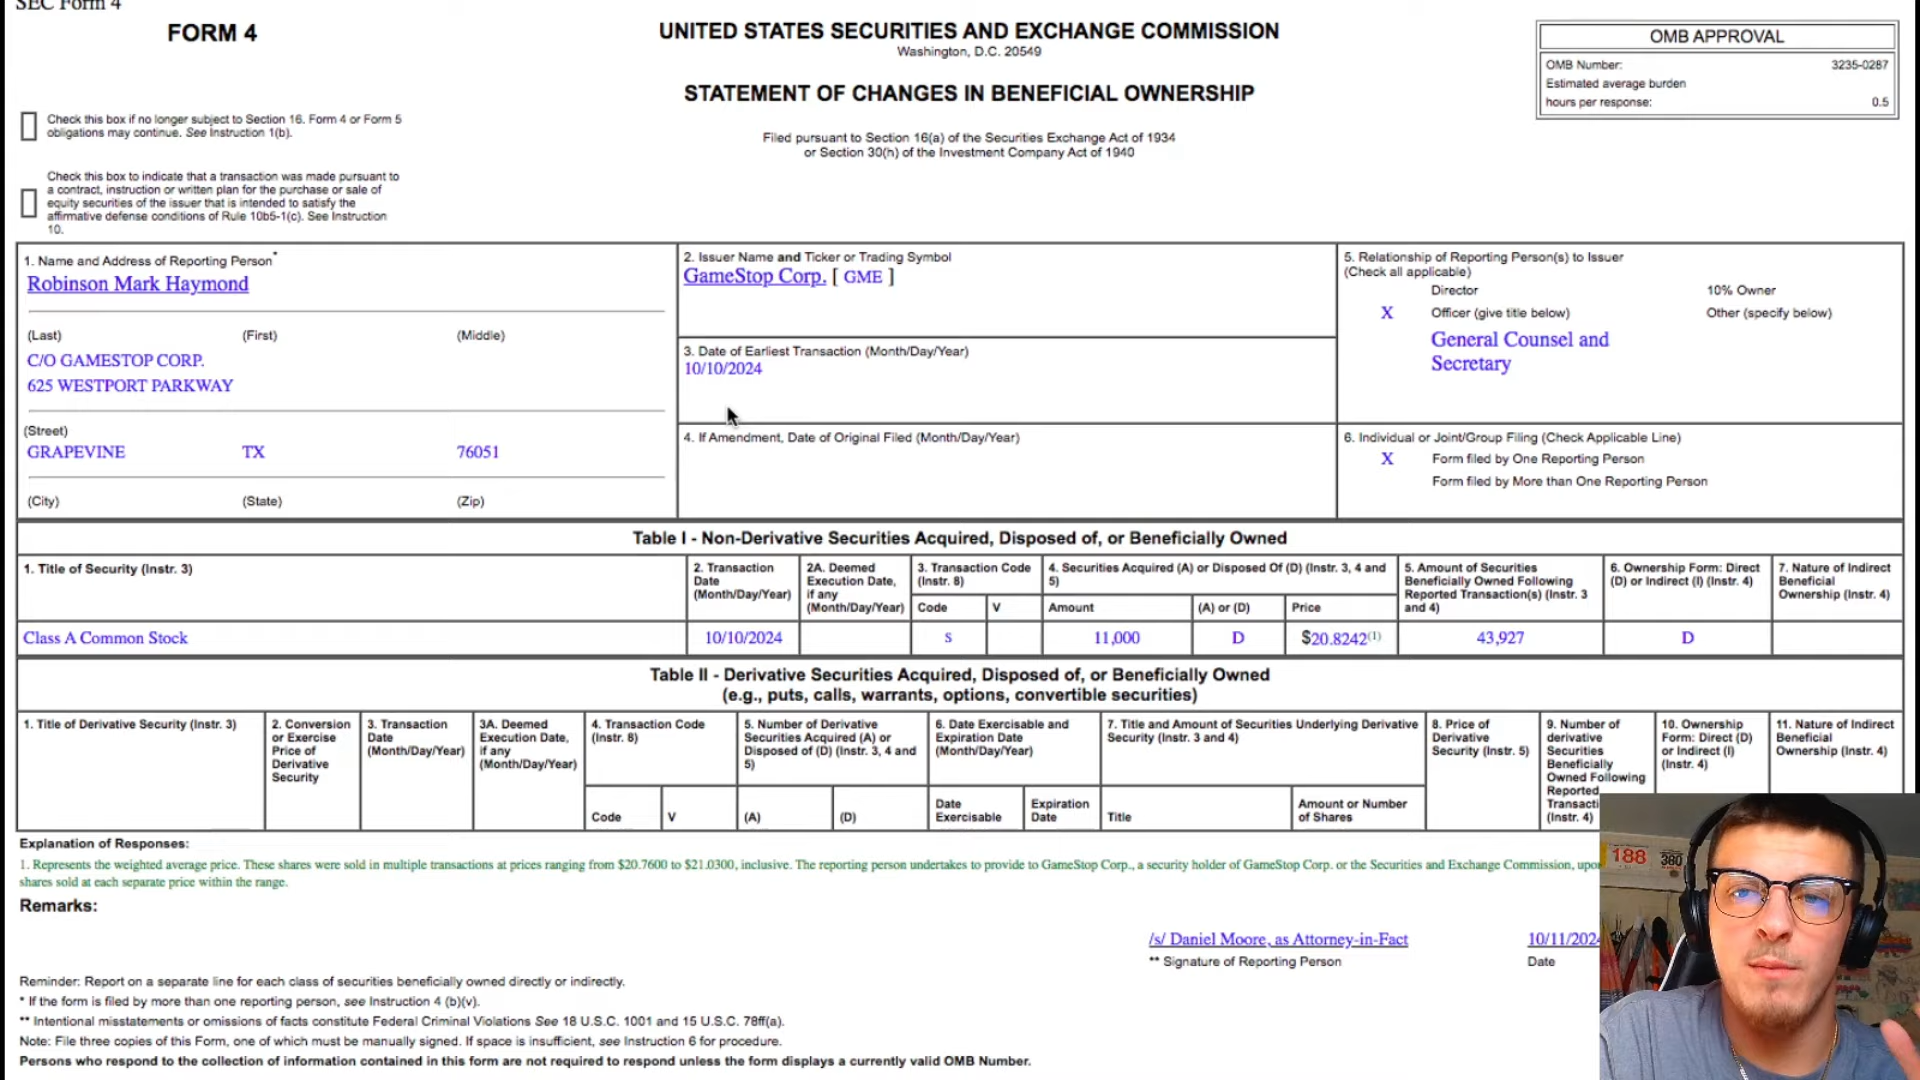 SEC Form 4
FORM 4
UNITED STATES SECURITIES AND EXCHANGE COMMISSION
Washington, D.C. 20549
STATEMENT OF CHANGES IN BENEFICIAL OWNERSHIP
Filed pursuant to Section 16(a) of the Securities Exchange Act of 1934
or Section 30(h) of the Investment Company Act of 1940
OMB APPROVAL
OMB Number: 3235-0287
Estimated average burden
hours per response: 0.5
Check this box if no longer subject to Section 16. Form 4 or Form 5
obligations may continue. See Instruction 1(b).
Check this box to indicate that a transaction was made pursuant to
a contract, instruction or written plan for the purchase or sale of
equity securities of the issuer that is intended to satisfy the
affirmative defense conditions of Rule 10b5-1(c). See Instruction
10.
1. Name and Address of Reporting Person*
Robinson Mark Haymond
(Last) (First) (Middle)
C/O GAMESTOP CORP.
625 WESTPORT PARKWAY
(Street)
GRAPEVINE TX 76051
(City) (State) (Zip)
2. Issuer Name and Ticker or Trading Symbol
GameStop Corp. [ GME ]
3. Date of Earliest Transaction (Month/Day/Year)
10/10/2024
4. If Amendment, Date of Original Filed (Month/Day/Year)
5. Relationship of Reporting Person(s) to Issuer
(Check all applicable)
Director 10% Owner
X Officer (give title below) Other (specify below)
General Counsel and
Secretary
6. Individual or Joint/Group Filing (Check Applicable Line)
X Form filed by One Reporting Person
Form filed by More than One Reporting Person
Table I - Non-Derivative Securities Acquired, Disposed of, or Beneficially Owned
1. Title of Security (Instr. 3)
2. Transaction
Date
(Month/Day/Year)
2A. Deemed
Execution Date,
if any
(Month/Day/Year)
3. Transaction Code
(Instr. 8)
4. Securities Acquired (A) or Disposed Of (D) (Instr. 3, 4 and
5)
5. Amount of Securities
Beneficially Owned Following
Reported Transaction(s) (Instr. 3
and 4)
6. Ownership Form: Direct
(D) or Indirect (I) (Instr. 4)
7. Nature of Indirect
Beneficial
Ownership (Instr. 4)
Code V Amount (A) or (D) Price
Class A Common Stock 10/10/2024 S 11,000 D $20.8242(1) 43,927 D
Table II - Derivative Securities Acquired, Disposed of, or Beneficially Owned
(e.g., puts, calls, warrants, options, convertible securities)
1. Title of Derivative Security (Instr. 3)
2. Conversion
or Exercise
Price of
Derivative
Security
3. Transaction
Date
(Month/Day/Year)
3A. Deemed
Execution Date,
if any
(Month/Day/Year)
4. Transaction Code
(Instr. 8)
5. Number of Derivative
Securities Acquired (A) or
Disposed of (D) (Instr. 3, 4 and
5)
6. Date Exercisable and
Expiration Date
(Month/Day/Year)
7. Title and Amount of Securities Underlying Derivative
Security (Instr. 3 and 4)
8. Price of
Derivative
Security (Instr. 5)
9. Number of
derivative
Securities
Beneficially
Owned Following
Reported
Transacti
(Instr. 4)
10. Ownership
Form: Direct (D)
or Indirect (I)
(Instr. 4)
11. Nature of Indirect
Beneficial
Ownership (Instr. 4)
Code V (A) (D)
Date
Exercisable
Expiration
Date
Title
Amount or Number
of Shares
Explanation of Responses:
1. Represents the weighted average price. These shares were sold in multiple transactions at prices ranging from $20.7600 to $21.0300, inclusive. The reporting person undertakes to provide to GameStop Corp., a security holder of GameStop Corp. or the Securities and Exchange Commission, upo
shares sold at each separate price within the range.
Remarks:
/s/ Daniel Moore, as Attorney-in-Fact 10/11/2024
** Signature of Reporting Person Date
Reminder: Report on a separate line for each class of securities beneficially owned directly or indirectly.
* If the form is filed by more than one reporting person, see Instruction 4 (b)(v).
** Intentional misstatements or omissions of facts constitute Federal Criminal Violations See 18 U.S.C. 1001 and 15 U.S.C. 78ff(a).
Note: File three copies of this Form, one of which must be manually signed. If space is insufficient, see Instruction 6 for procedure.
Persons who respond to the collection of information contained in this form are not required to respond unless the form displays a currently valid OMB Number.
188 360